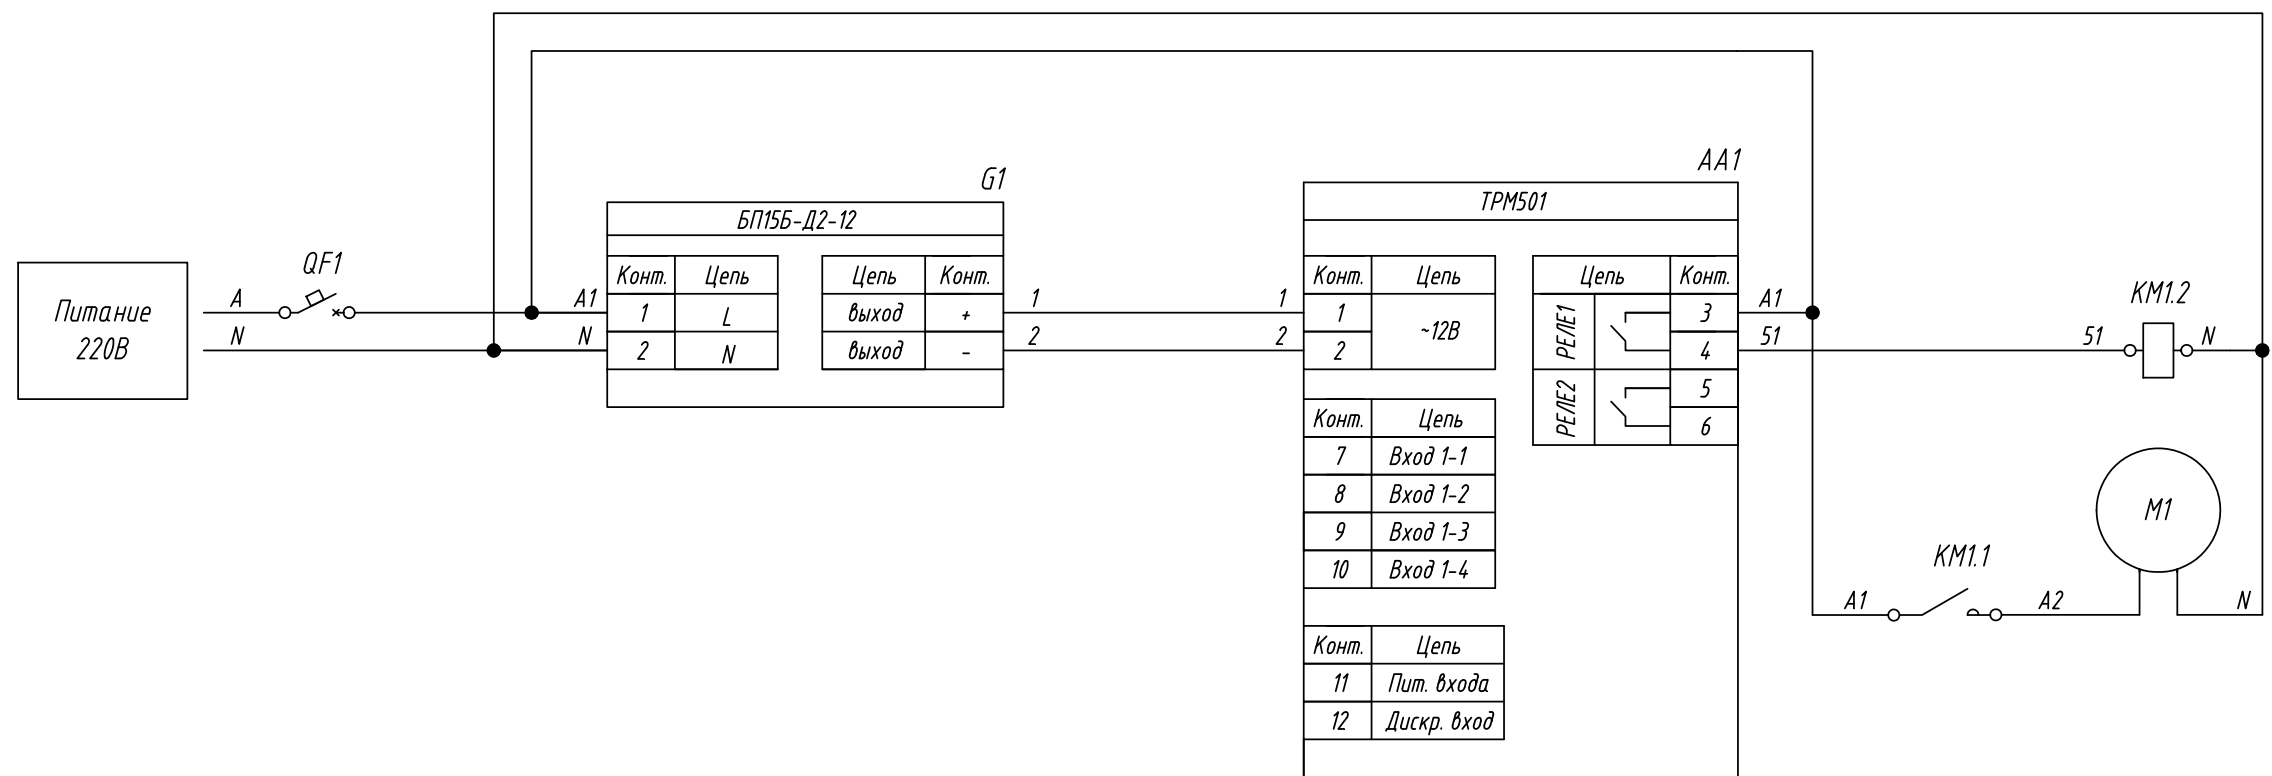 Питание
220В
A
N
QF1
A1
N
G1
БП15Б-Д2-12
Конт. Цепь
1 L
2 N
Цепь Конт.
выход +
выход -
1
2
1
2
AA1
ТРМ501
Конт. Цепь
1
2
~12В
Цепь Конт.
РЕЛЕ1
3
4
РЕЛЕ2
5
6
Конт. Цепь
7 Вход 1-1
8 Вход 1-2
9 Вход 1-3
10 Вход 1-4
Конт. Цепь
11 Пит. входа
12 Дискр. вход
A1
51
51
KM1.2
N
M1
KM1.1
A1
A2
N